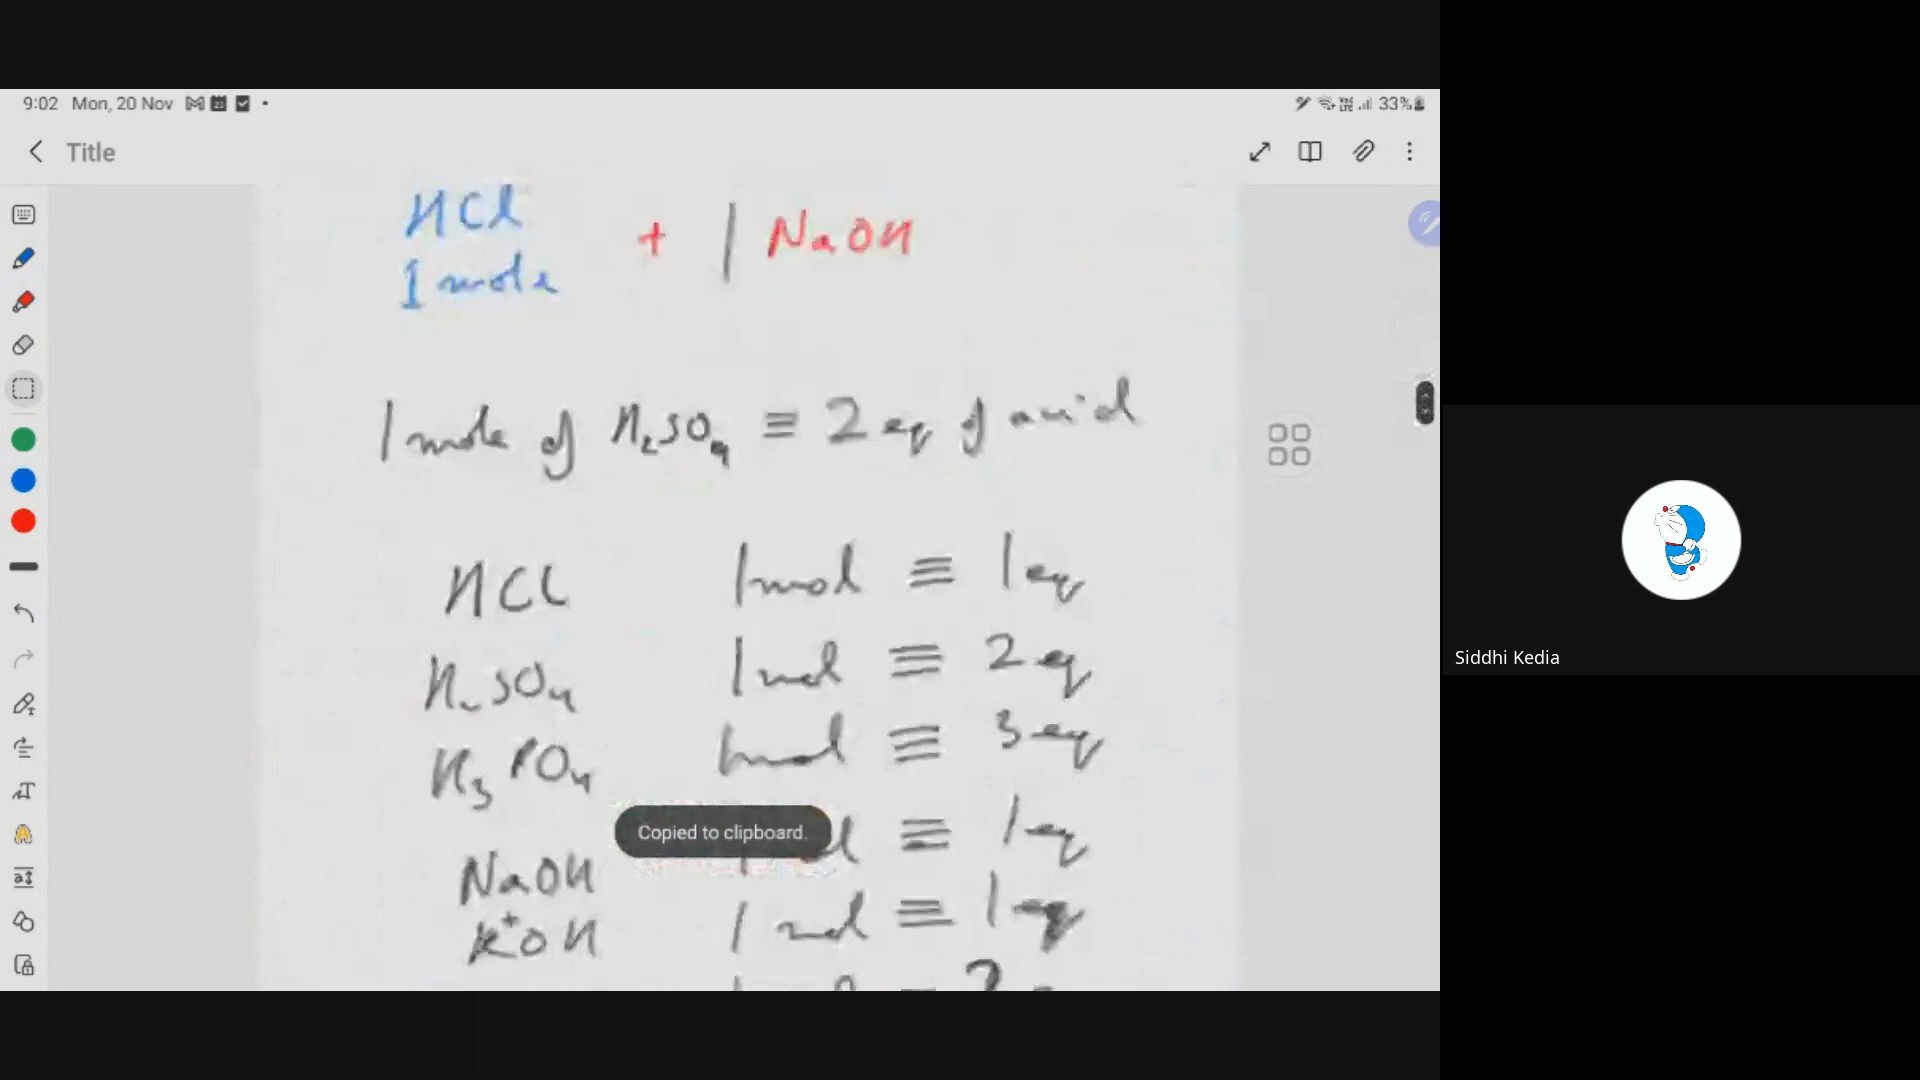 9:02 Mon, 20 Nov
33%
Title
HCl + | NaOH
1 mole
1 mole of H2SO4 ≡ 2 eq of acid
HCl 1 mol ≡ 1 eq
H2SO4 1 mol ≡ 2 eq
H3PO4 1 mol ≡ 3 eq
Copied to clipboard.
NaOH ≡ 1 eq
K+OH 1 mol ≡ 1 eq
Siddhi Kedia